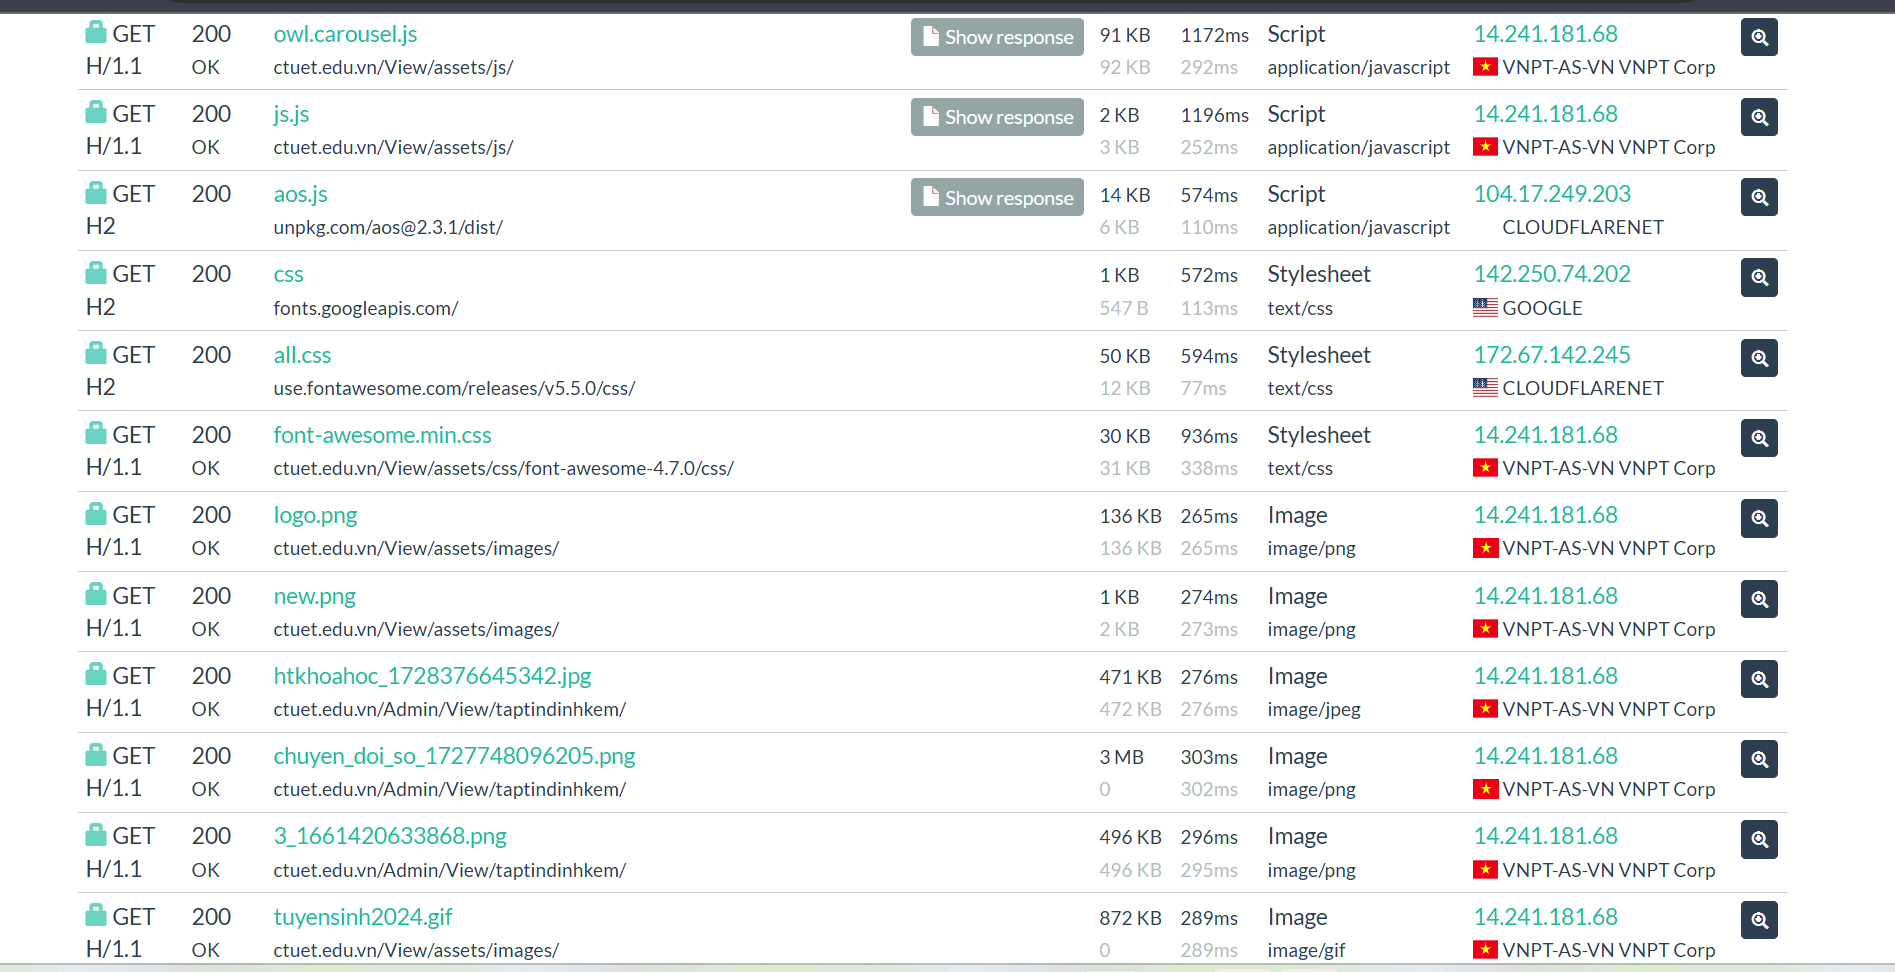 GET 200 owl.carousel.js Show response 91 KB 1172ms Script 14.241.181.68
H/1.1 OK ctuet.edu.vn/View/assets/js/ 92 KB 292ms application/javascript VNPT-AS-VN VNPT Corp
GET 200 js.js Show response 2 KB 1196ms Script 14.241.181.68
H/1.1 OK ctuet.edu.vn/View/assets/js/ 3 KB 252ms application/javascript VNPT-AS-VN VNPT Corp
GET 200 aos.js Show response 14 KB 574ms Script 104.17.249.203
H2 unpkg.com/aos@2.3.1/dist/ 6 KB 110ms application/javascript CLOUDFLARENET
GET 200 css 1 KB 572ms Stylesheet 142.250.74.202
H2 fonts.googleapis.com/ 547 B 113ms text/css GOOGLE
GET 200 all.css 50 KB 594ms Stylesheet 172.67.142.245
H2 use.fontawesome.com/releases/v5.5.0/css/ 12 KB 77ms text/css CLOUDFLARENET
GET 200 font-awesome.min.css 30 KB 936ms Stylesheet 14.241.181.68
H/1.1 OK ctuet.edu.vn/View/assets/css/font-awesome-4.7.0/css/ 31 KB 338ms text/css VNPT-AS-VN VNPT Corp
GET 200 logo.png 136 KB 265ms Image 14.241.181.68
H/1.1 OK ctuet.edu.vn/View/assets/images/ 136 KB 265ms image/png VNPT-AS-VN VNPT Corp
GET 200 new.png 1 KB 274ms Image 14.241.181.68
H/1.1 OK ctuet.edu.vn/View/assets/images/ 2 KB 273ms image/png VNPT-AS-VN VNPT Corp
GET 200 htkhoahoc_1728376645342.jpg 471 KB 276ms Image 14.241.181.68
H/1.1 OK ctuet.edu.vn/Admin/View/taptindinhkem/ 472 KB 276ms image/jpeg VNPT-AS-VN VNPT Corp
GET 200 chuyen_doi_so_1727748096205.png 3 MB 303ms Image 14.241.181.68
H/1.1 OK ctuet.edu.vn/Admin/View/taptindinhkem/ 0 302ms image/png VNPT-AS-VN VNPT Corp
GET 200 3_1661420633868.png 496 KB 296ms Image 14.241.181.68
H/1.1 OK ctuet.edu.vn/Admin/View/taptindinhkem/ 496 KB 295ms image/png VNPT-AS-VN VNPT Corp
GET 200 tuyensinh2024.gif 872 KB 289ms Image 14.241.181.68
H/1.1 OK ctuet.edu.vn/View/assets/images/ 0 289ms image/gif VNPT-AS-VN VNPT Corp